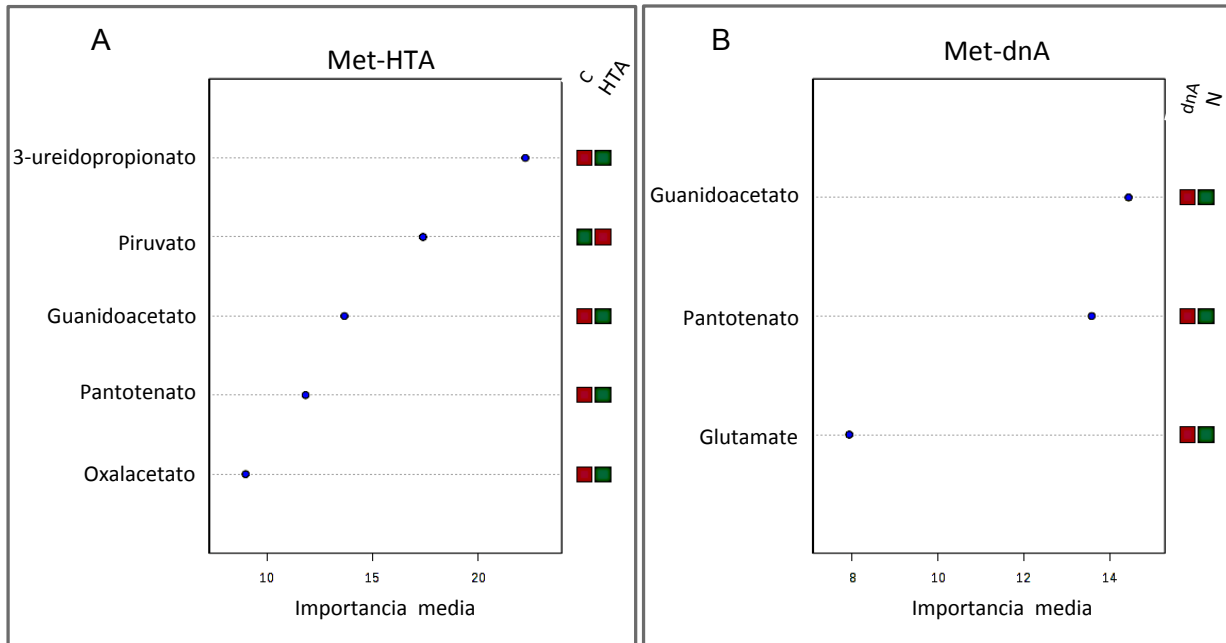 A
Met-HTA
C
HTA
3-ureidopropionato
Piruvato
Guanidoacetato
Pantotenato
Oxalacetato
10 15 20
Importancia media
B
Met-dnA
dnA
N
Guanidoacetato
Pantotenato
Glutamate
8 10 12 14
Importancia media